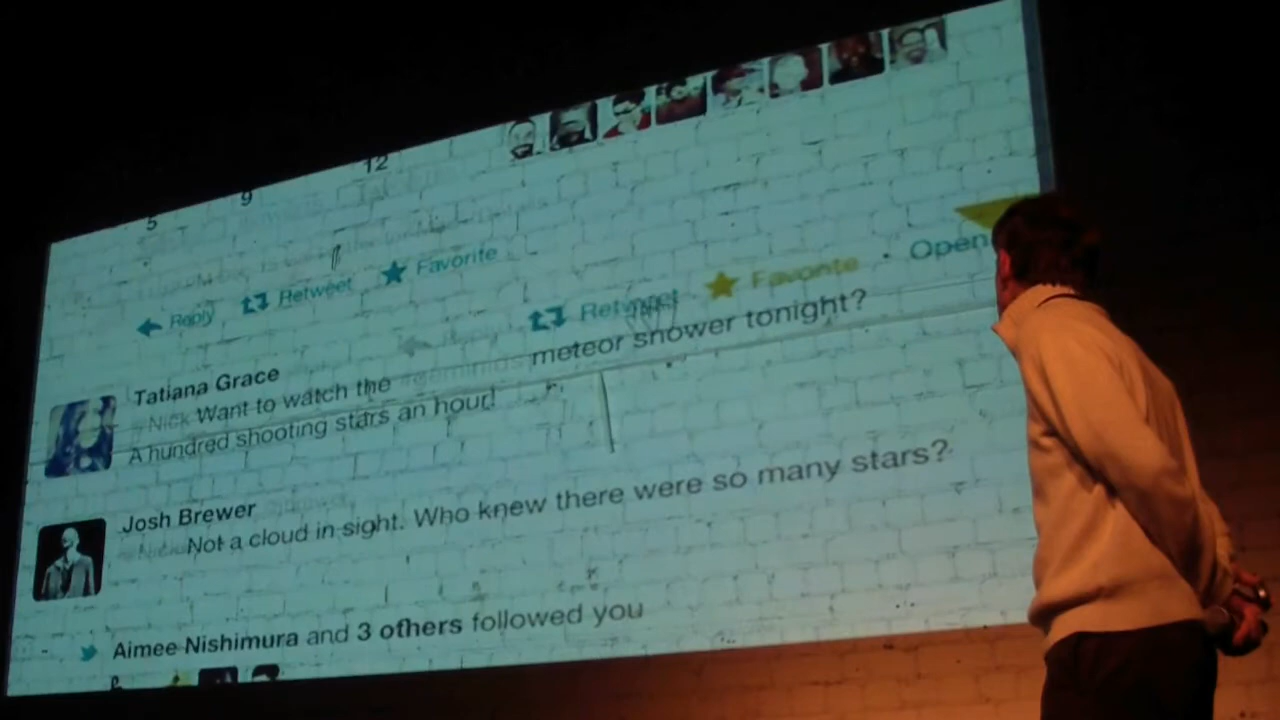 5 9 12
Reply Retweet Favorite
Retweet Favorite · Open
Tatiana Grace
Nick Want to watch the meteor shower tonight?
A hundred shooting stars an hour!
Josh Brewer
Not a cloud in sight. Who knew there were so many stars?
Aimee Nishimura and 3 others followed you